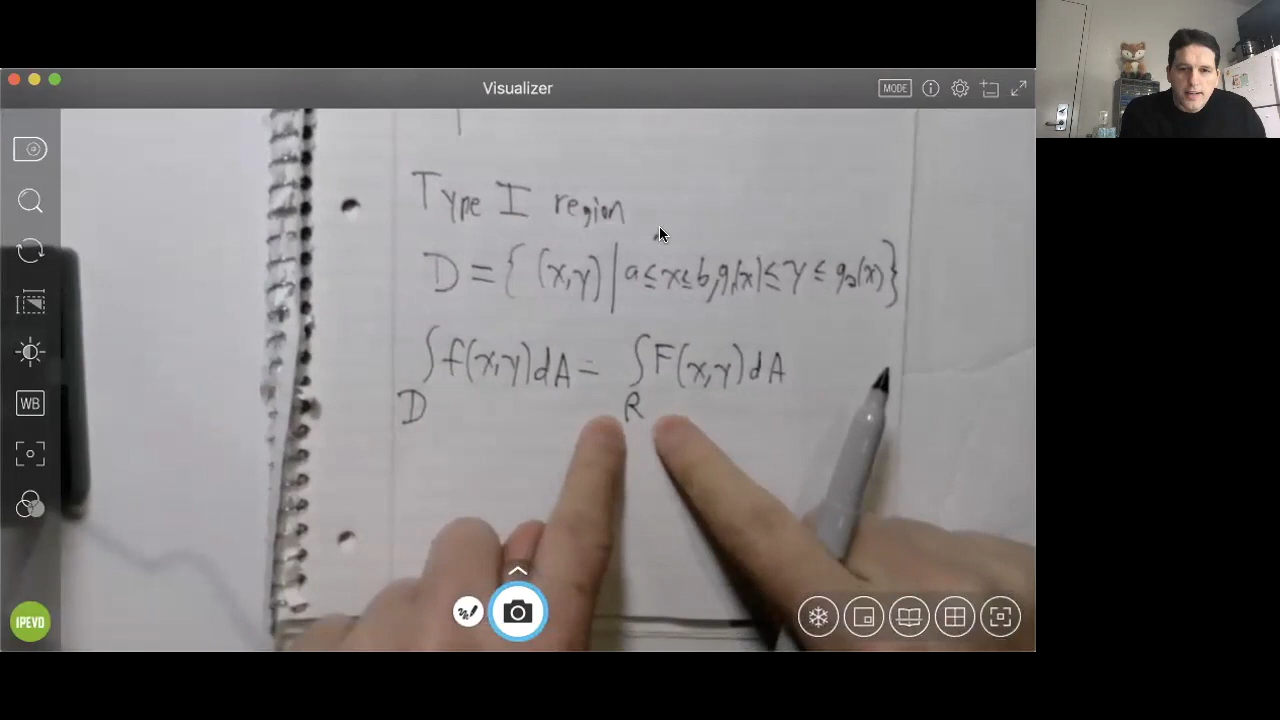 Visualizer
MODE
Type I region
D = { (x,y) | a ≤ x ≤ b, g₁(x) ≤ y ≤ g₂(x) }
∫ f(x,y) dA = ∫ F(x,y) dA
D R
WB
IPEVO